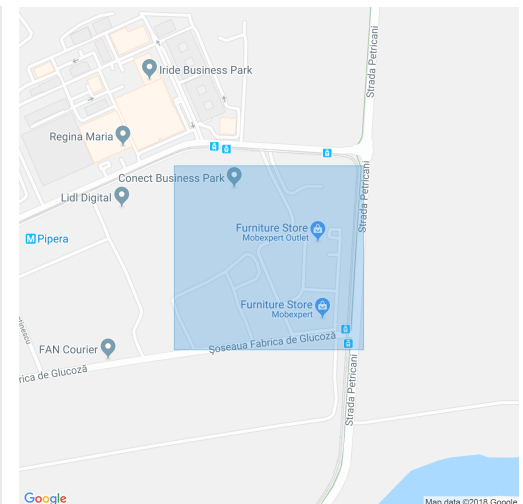 Strada Petricani
Iride Business Park
Regina Maria
Conect Business Park
Lidl Digital
Strada Petricani
Furniture Store
Mobexpert Outlet
M Pipera
Furniture Store
Mobexpert
Șoseaua Fabrica de Glucoză
FAN Courier
rica de Glucoză
Strada Petricani
Google
Map data ©2018 Google